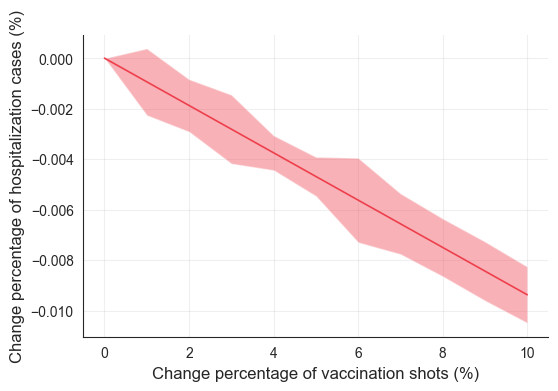 Change percentage of hospitalization cases (%)
0.000
−0.002
−0.004
−0.006
−0.008
−0.010
0 2 4 6 8 10
Change percentage of vaccination shots (%)